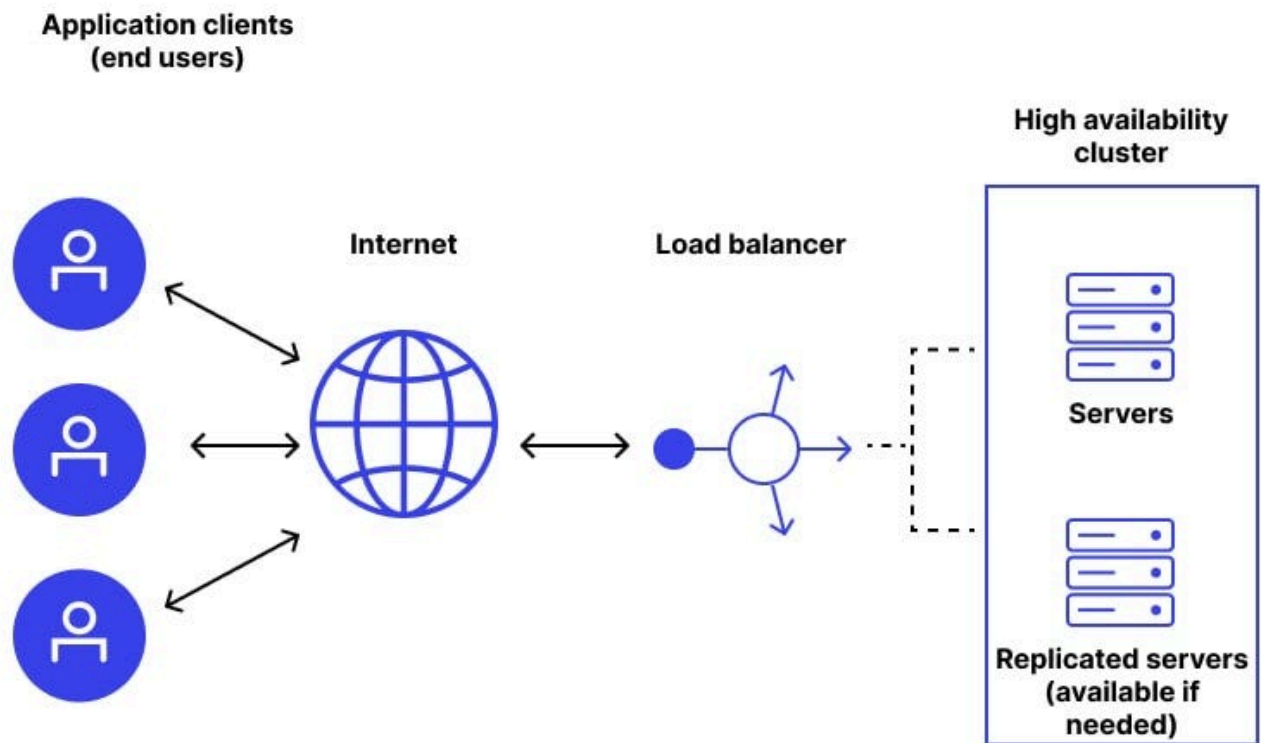 Application clients
(end users)
High availability
cluster
Internet
Load balancer
Servers
Replicated servers
(available if
needed)